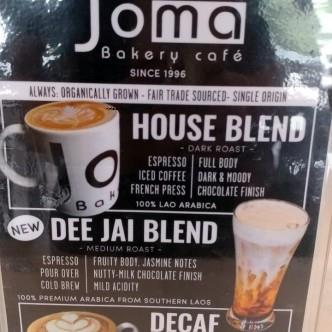 Joma
Bakery café
SINCE 1996
ALWAYS: ORGANICALLY GROWN - FAIR TRADE SOURCED- SINGLE ORIGIN
HOUSE BLEND
- DARK ROAST -
ESPRESSO | FULL BODY
ICED COFFEE | DARK & MOODY
FRENCH PRESS | CHOCOLATE FINISH
100% LAO ARABICA
NEW
DEE JAI BLEND
- MEDIUM ROAST -
ESPRESSO | FRUITY BODY, JASMINE NOTES
POUR OVER | NUTTY-MILK CHOCOLATE FINISH
COLD BREW | MILD ACIDITY
100% PREMIUM ARABICA FROM SOUTHERN LAOS
DECAF